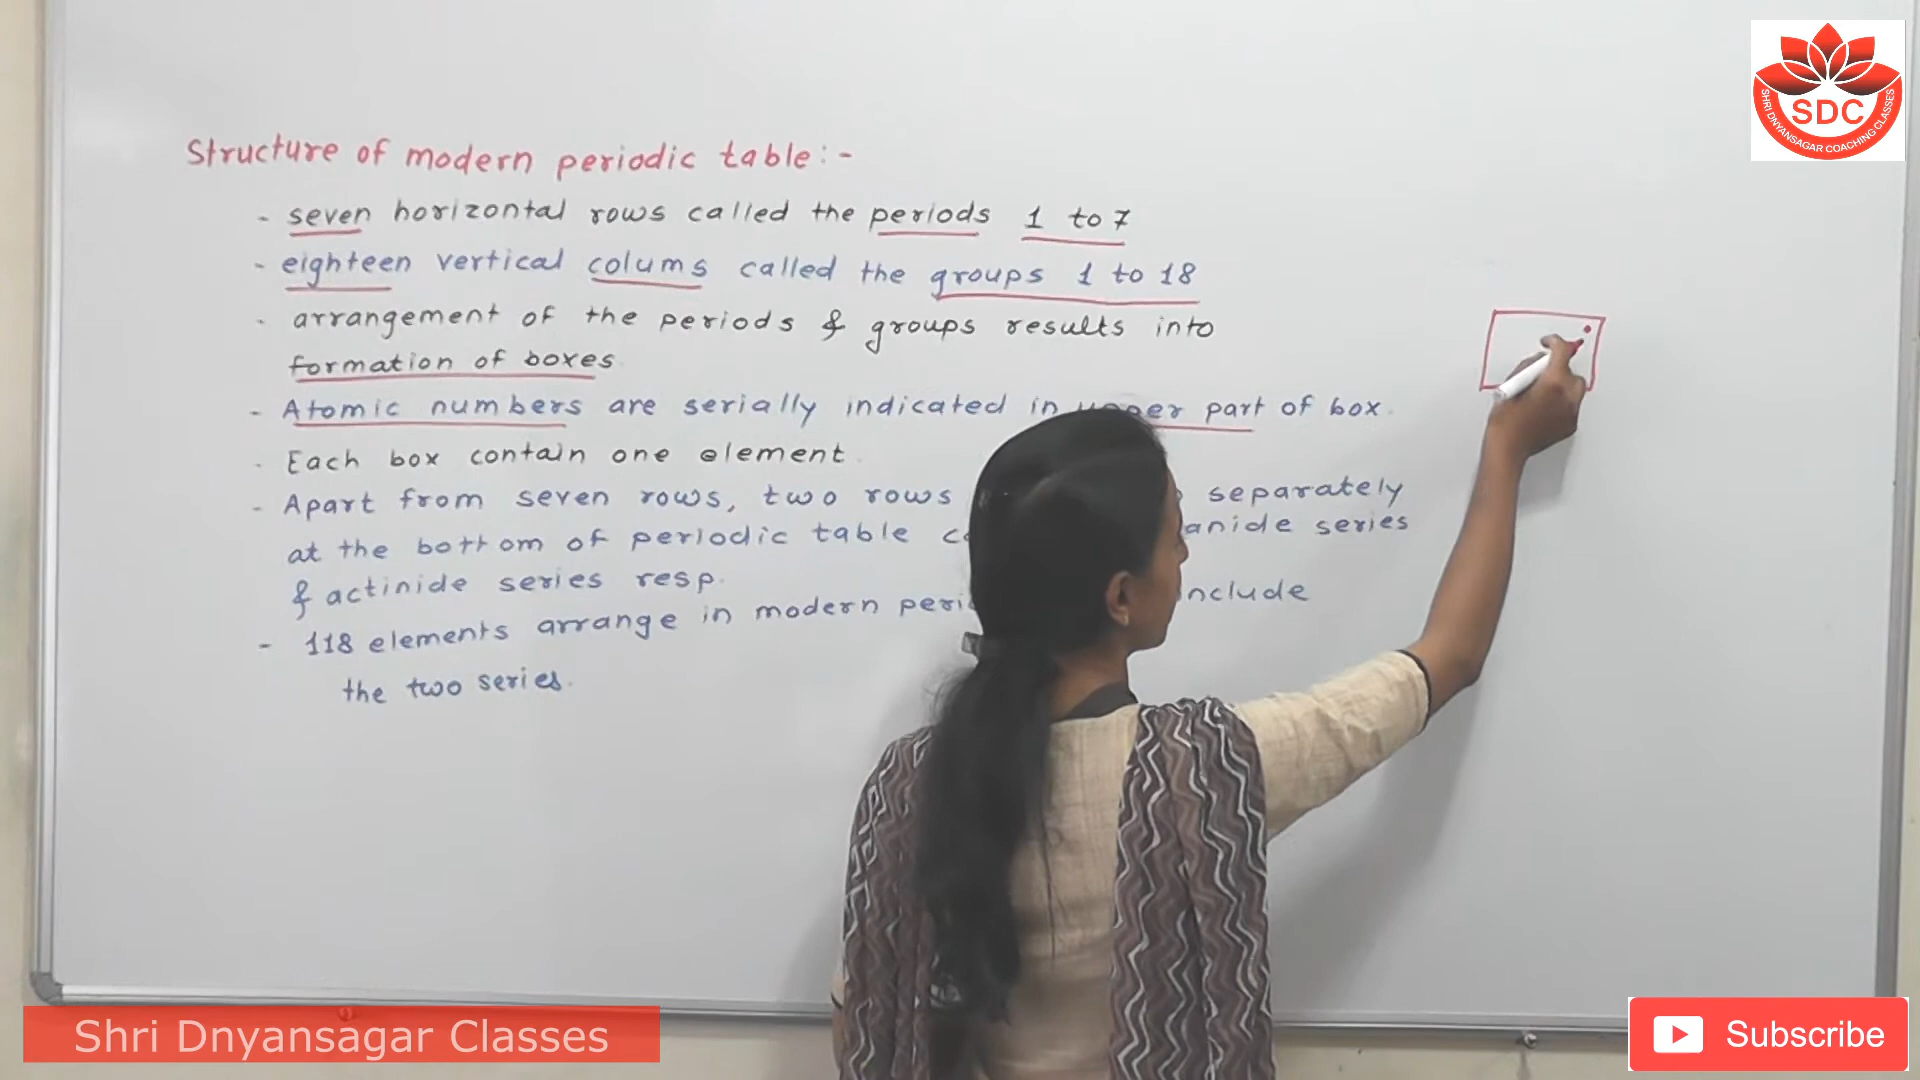 Structure of modern periodic table:-
- seven horizontal rows called the periods 1 to 7
- eighteen vertical colums called the groups 1 to 18
- arrangement of the periods & groups results into
formation of boxes.
- Atomic numbers are serially indicated in upper part of box.
- Each box contain one element.
- Apart from seven rows, two rows separately
at the bottom of periodic table anide series
& actinide series resp.
- 118 elements arrange in modern nclude
the two series.
SDC
SHRI DNYANSAGAR COACHING CLASSES
Shri Dnyansagar Classes
Subscribe